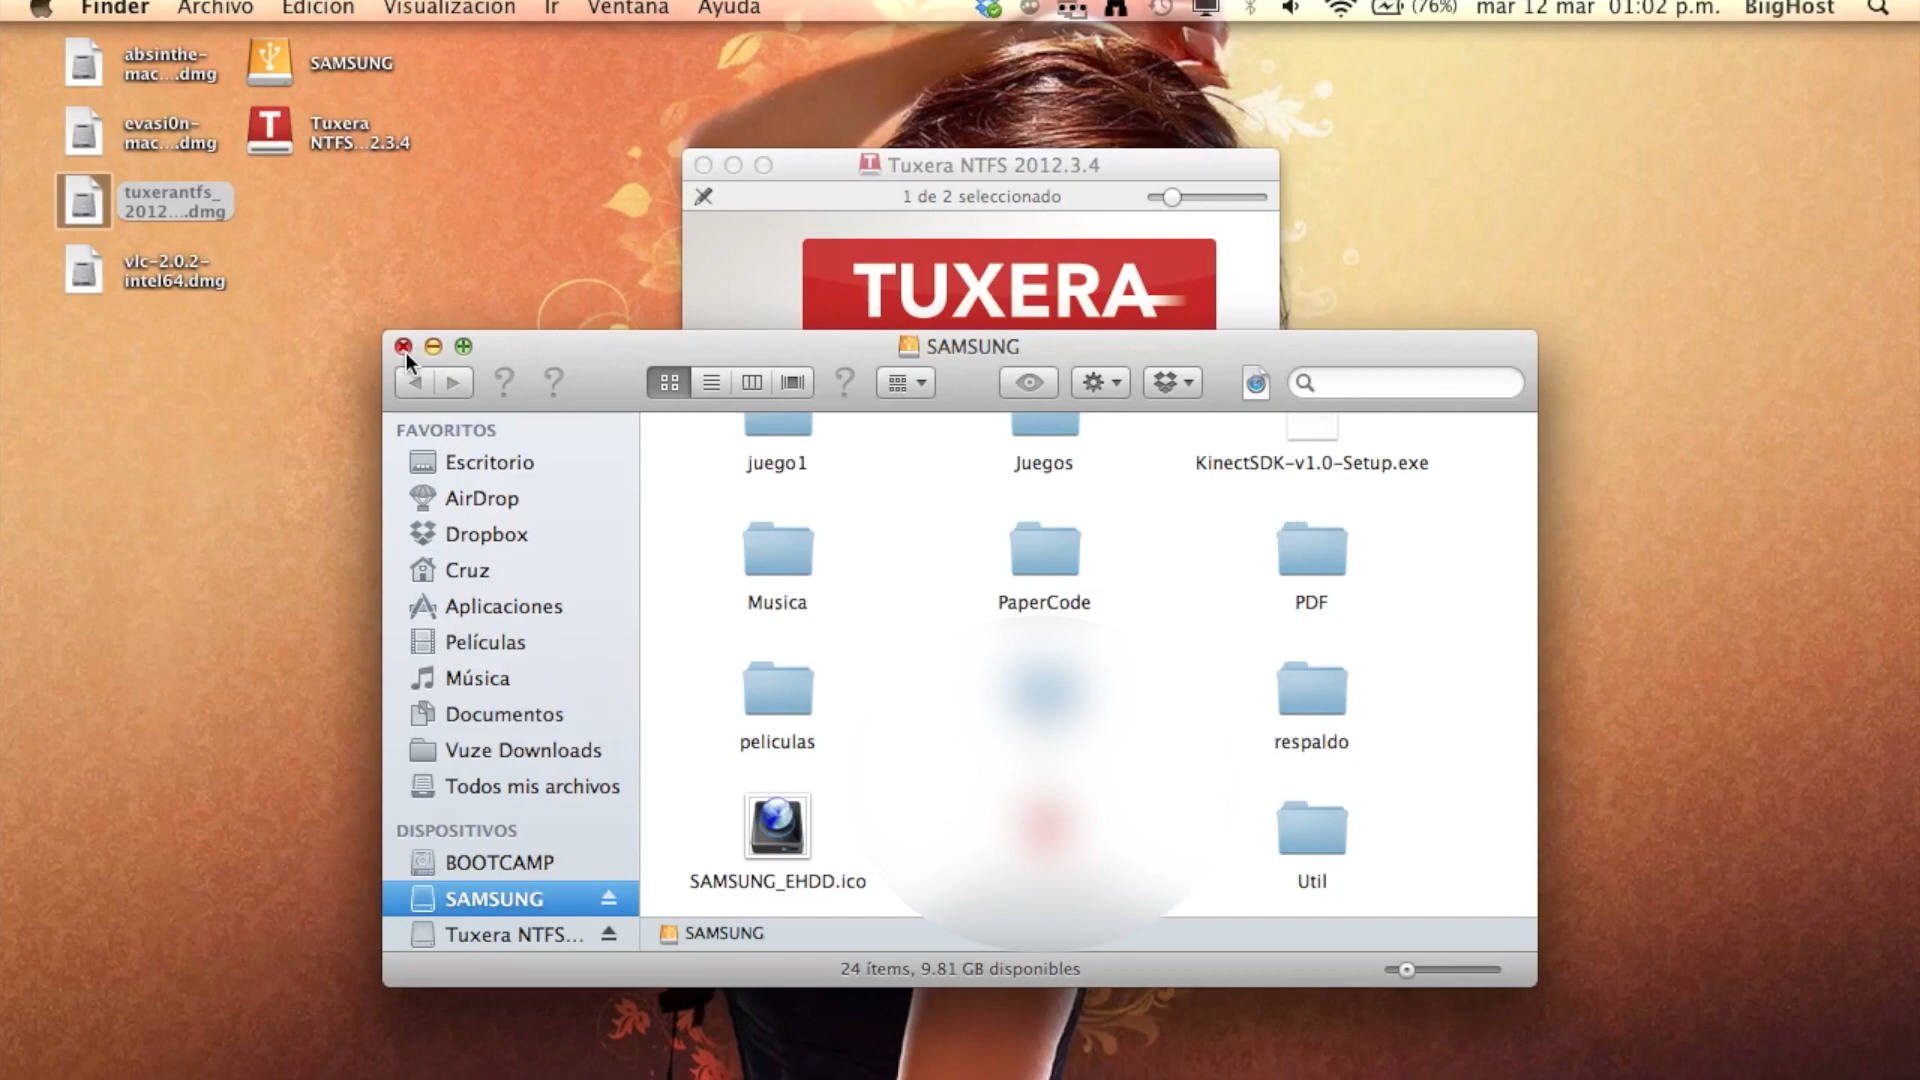 Finder Archivo Edición Visualización Ir Ventana Ayuda (76%) mar 12 mar 01:02 p.m. BiigHost
absinthe-
mac....dmg
SAMSUNG
evasi0n-
mac....dmg
Tuxera
NTFS...2.3.4
tuxerantfs_
2012....dmg
vlc-2.0.2-
intel64.dmg
Tuxera NTFS 2012.3.4
1 de 2 seleccionado
TUXERA
SAMSUNG
FAVORITOS
Escritorio
AirDrop
Dropbox
Cruz
Aplicaciones
Películas
Música
Documentos
Vuze Downloads
Todos mis archivos
DISPOSITIVOS
BOOTCAMP
SAMSUNG
Tuxera NTFS...
juego1
Juegos
KinectSDK-v1.0-Setup.exe
Musica
PaperCode
PDF
peliculas
respaldo
SAMSUNG_EHDD.ico
Util
SAMSUNG
24 ítems, 9.81 GB disponibles